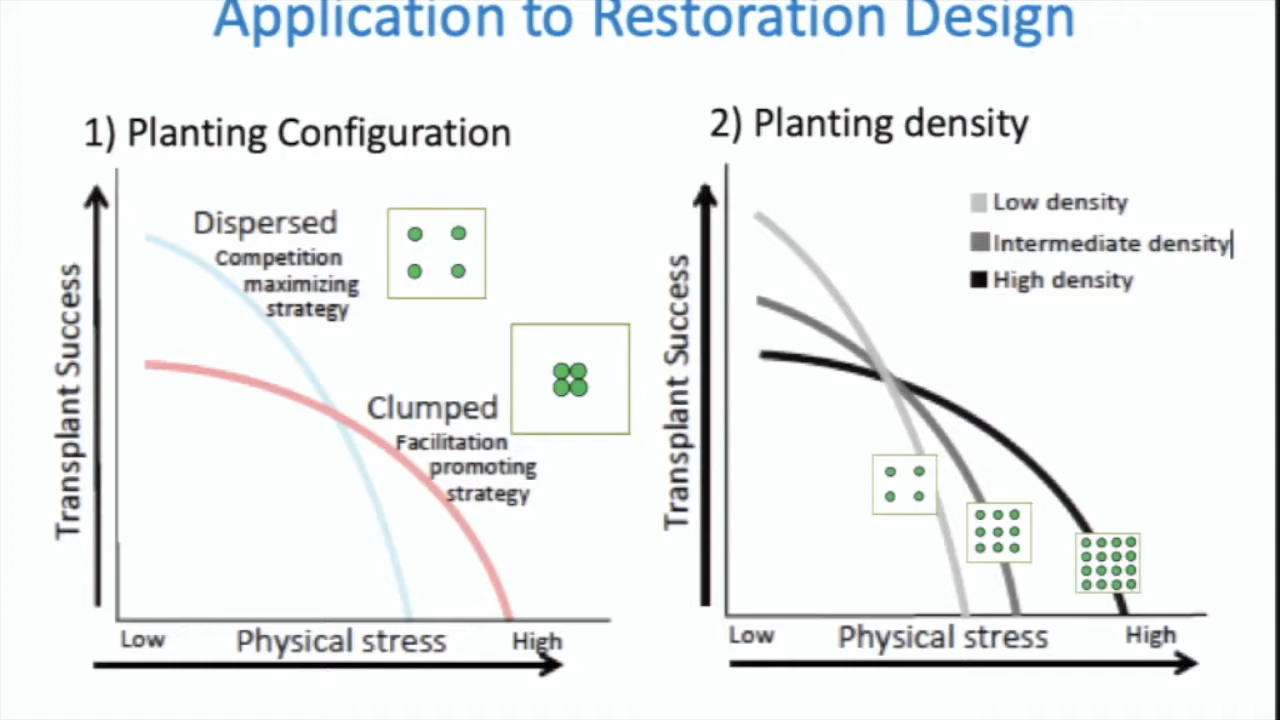 Application to Restoration Design
1) Planting Configuration
Transplant Success
Dispersed
Competition
maximizing
strategy
Clumped
Facilitation
promoting
strategy
Low
Physical stress
High
2) Planting density
Transplant Success
Low density
Intermediate density
High density
Low
Physical stress
High